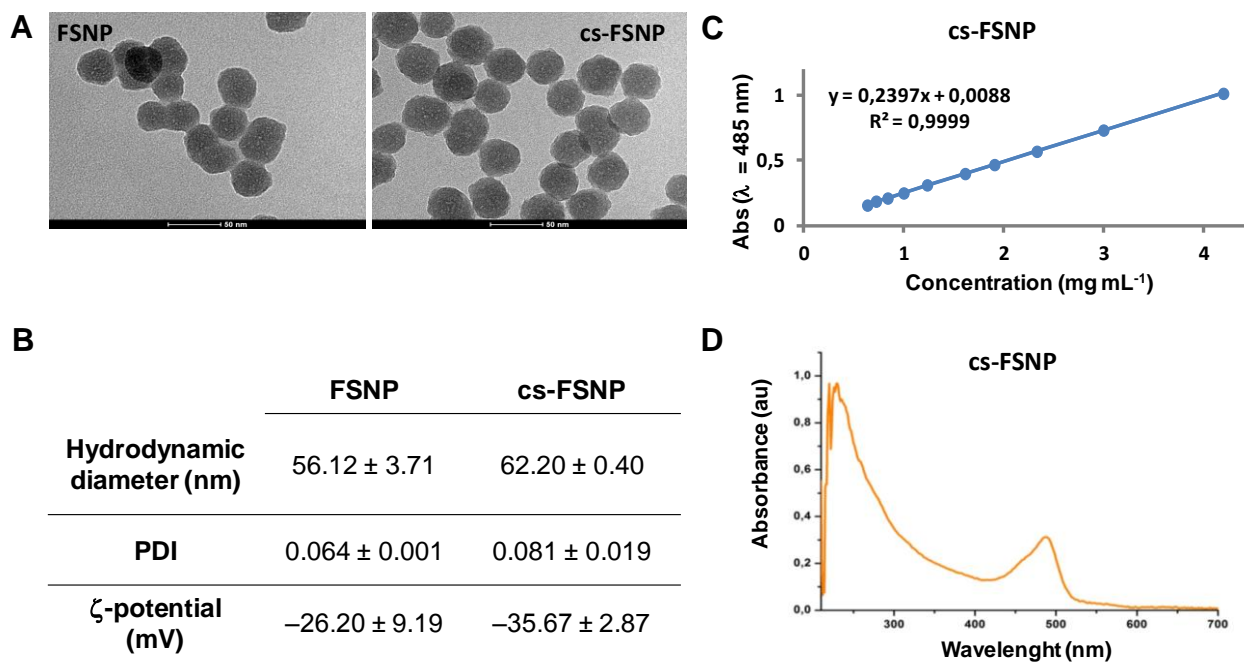 A
FSNP
50 nm
cs-FSNP
50 nm
B
FSNP cs-FSNP
Hydrodynamic
diameter (nm)
56.12 ± 3.71 62.20 ± 0.40
PDI 0.064 ± 0.001 0.081 ± 0.019
ζ-potential
(mV)
–26.20 ± 9.19 –35.67 ± 2.87
C
cs-FSNP
y = 0,2397x + 0,0088
R² = 0,9999
Abs (λ = 485 nm)
1
0,5
0
0 1 2 3 4
Concentration (mg mL⁻¹)
D
cs-FSNP
Absorbance (au)
1,0
0,8
0,6
0,4
0,2
0,0
300 400 500 600 700
Wavelenght (nm)